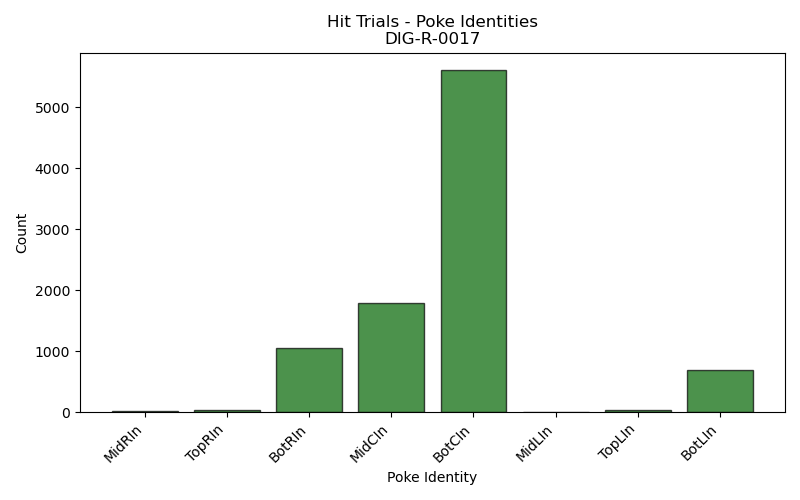 Hit Trials - Poke Identities
DIG-R-0017
Count
5000
4000
3000
2000
1000
0
MidRIn
TopRIn
BotRIn
MidCIn
BotCIn
MidLIn
TopLIn
BotLIn
Poke Identity